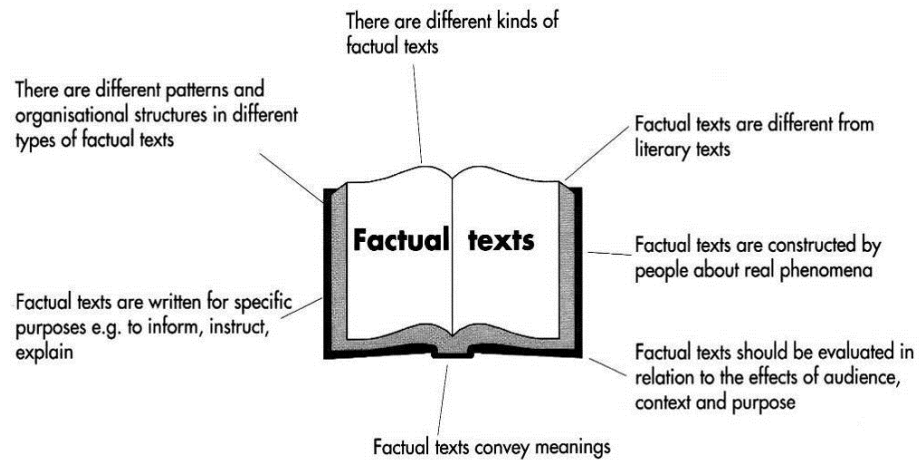 There are different kinds of
factual texts
There are different patterns and
organisational structures in different
types of factual texts
Factual texts are different from
literary texts
Factual texts
Factual texts are constructed by
people about real phenomena
Factual texts are written for specific
purposes e.g. to inform, instruct,
explain
Factual texts should be evaluated in
relation to the effects of audience,
context and purpose
Factual texts convey meanings